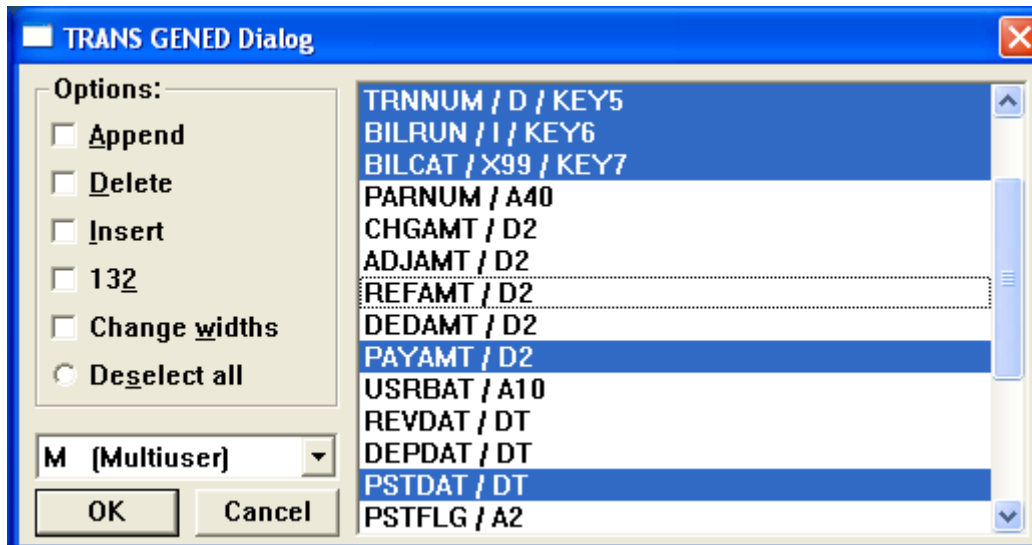 TRANS GENED Dialog
Options:
Append
Delete
Insert
132
Change widths
Deselect all
M (Multiuser)
OK
Cancel
TRNNUM / D / KEY5
BILRUN / I / KEY6
BILCAT / X99 / KEY7
PARNUM / A40
CHGAMT / D2
ADJAMT / D2
REFAMT / D2
DEDAMT / D2
PAYAMT / D2
USRBAT / A10
REVDAT / DT
DEPDAT / DT
PSTDAT / DT
PSTFLG / A2